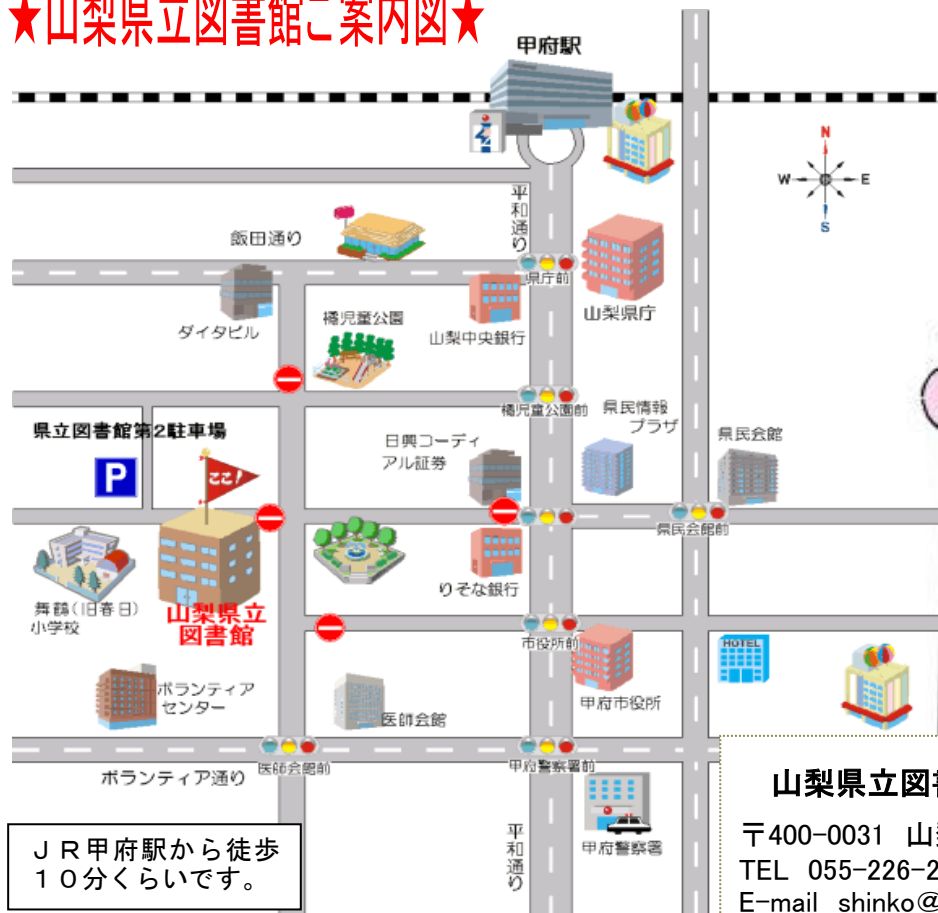 ★山梨県立図書館ご案内図★
甲府駅
N
W
E
S
平和通り
飯田通り
県庁前
山梨県庁
ダイタビル
橘児童公園
山梨中央銀行
橘児童公園前
県民情報
プラザ
県民会館
県立図書館第2駐車場
日興コーディ
アル証券
P
ここ!
県民会館前
りそな銀行
舞鶴(旧春日)
小学校
山梨県立
図書館
市役所前
HOTEL
甲府市役所
ボランティア
センター
医師会館
ボランティア通り
医師会館前
甲府警察署前
平和通り
甲府警察署
JR甲府駅から徒歩
10分くらいです。
山梨県立図
〒400-0031 山
TEL 055-226-2
E-mail shinko@